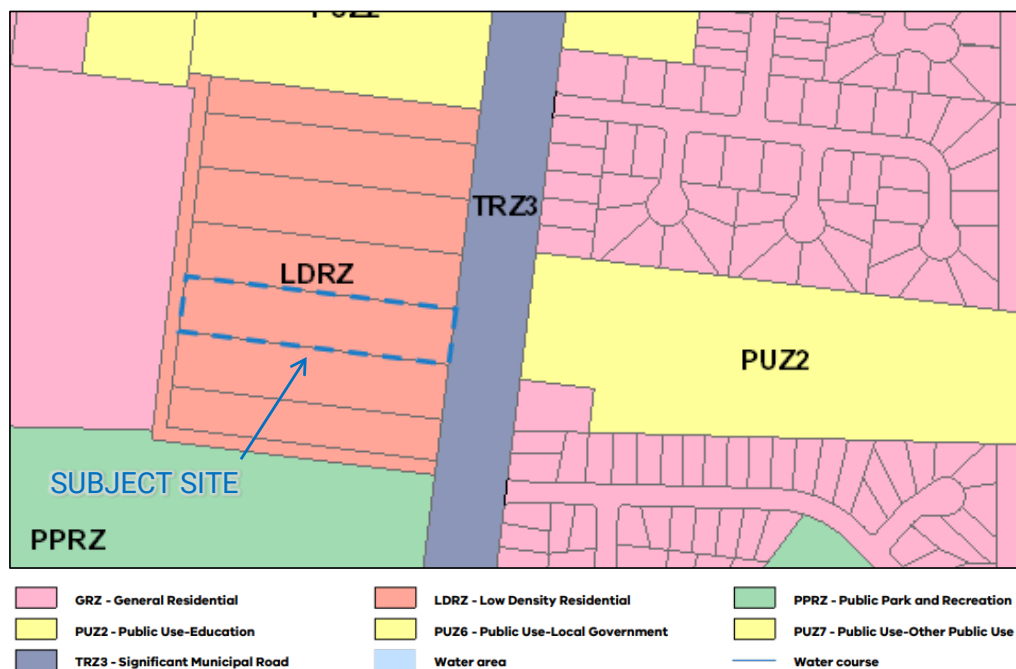 PUZ2
TRZ3
LDRZ
PUZ2
SUBJECT SITE
PPRZ
GRZ - General Residential
LDRZ - Low Density Residential
PPRZ - Public Park and Recreation
PUZ2 - Public Use-Education
PUZ6 - Public Use-Local Government
PUZ7 - Public Use-Other Public Use
TRZ3 - Significant Municipal Road
Water area
Water course